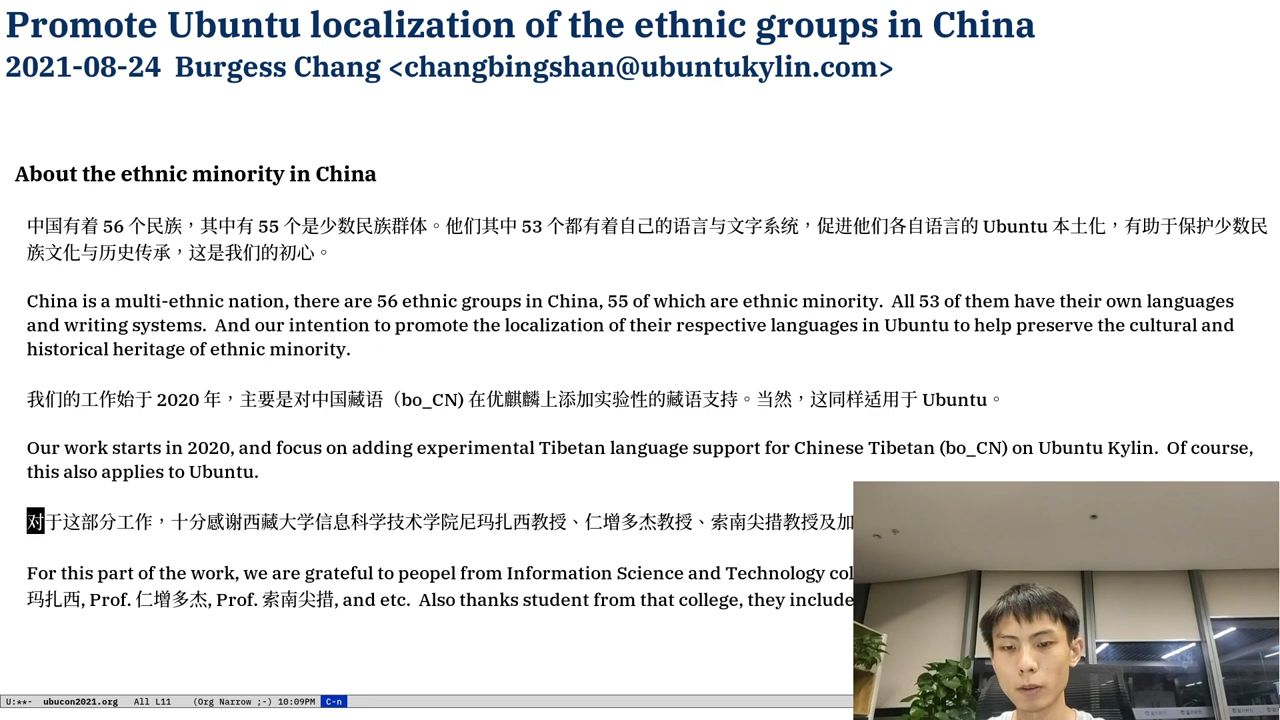 Promote Ubuntu localization of the ethnic groups in China
2021-08-24 Burgess Chang <changbingshan@ubuntukylin.com>
About the ethnic minority in China
中国有着 56 个民族，其中有 55 个是少数民族群体。他们其中 53 个都有着自己的语言与文字系统，促进他们各自语言的 Ubuntu 本土化，有助于保护少数民
族文化与历史传承，这是我们的初心。
China is a multi-ethnic nation, there are 56 ethnic groups in China, 55 of which are ethnic minority.  All 53 of them have their own languages
and writing systems.  And our intention to promote the localization of their respective languages in Ubuntu to help preserve the cultural and
historical heritage of ethnic minority.
我们的工作始于 2020 年，主要是对中国藏语（bo_CN) 在优麒麟上添加实验性的藏语支持。当然，这同样适用于 Ubuntu。
Our work starts in 2020, and focus on adding experimental Tibetan language support for Chinese Tibetan (bo_CN) on Ubuntu Kylin.  Of course,
this also applies to Ubuntu.
对于这部分工作，十分感谢西藏大学信息科学技术学院尼玛扎西教授、仁增多杰教授、索南尖措教授及加
For this part of the work, we are grateful to peopel from Information Science and Technology col
玛扎西, Prof. 仁增多杰, Prof. 索南尖措, and etc.  Also thanks student from that college, they include
U:**-  ubucon2021.org   All L11    (Org Narrow ;-) 10:09PM C-n